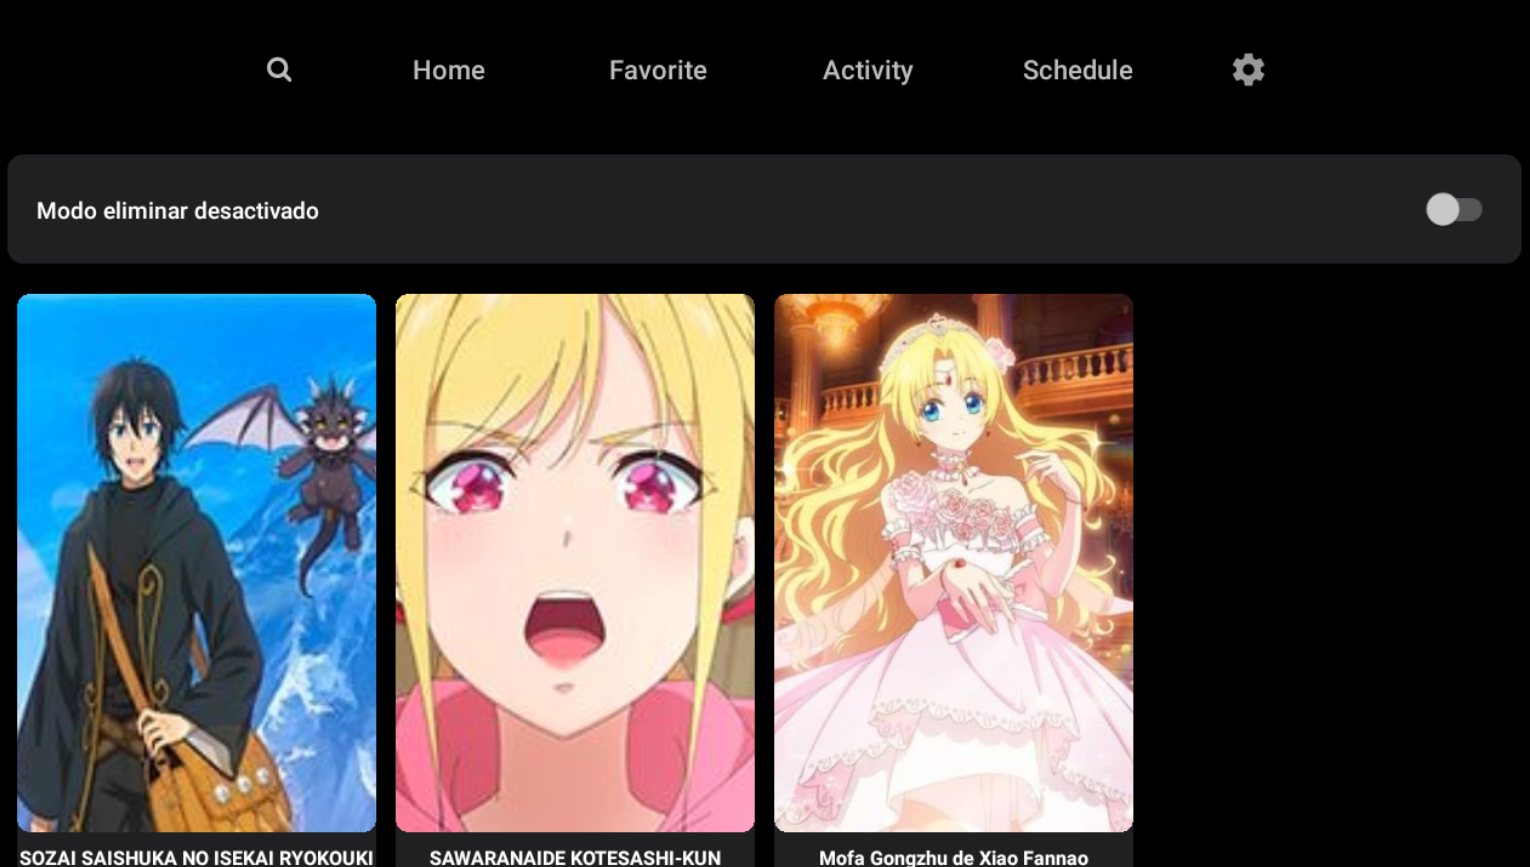 Home Favorite Activity Schedule
Modo eliminar desactivado
SOZAI SAISHUKA NO ISEKAI RYOKOUKI
SAWARANAIDE KOTESASHI-KUN
Mofa Gongzhu de Xiao Fannao